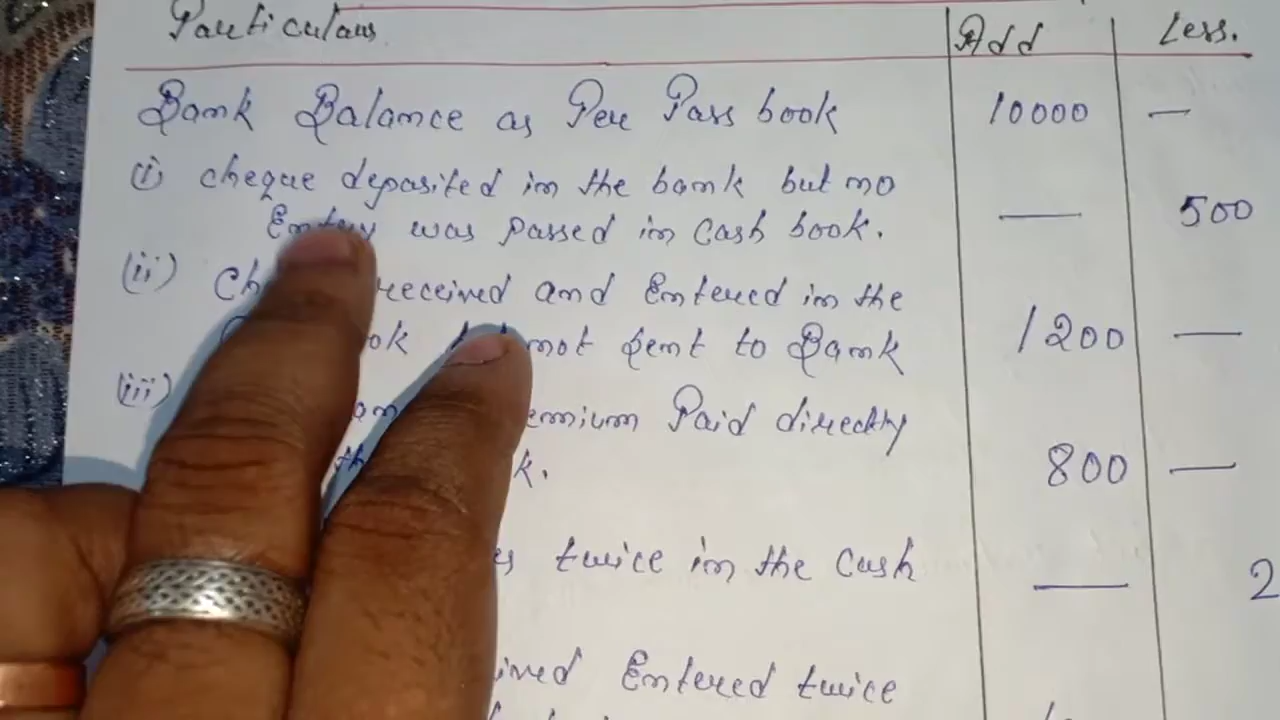 Particulars Add Less.
Bank Balance as Per Pass book 10000 —
(i) cheque deposited in the bank but no
Entry was passed in Cash book. — 500
(ii) received and Entered in the
not Sent to Bank 1200 —
(iii) Paid directly
800 —
twice in the Cash
— 2
Entered twice